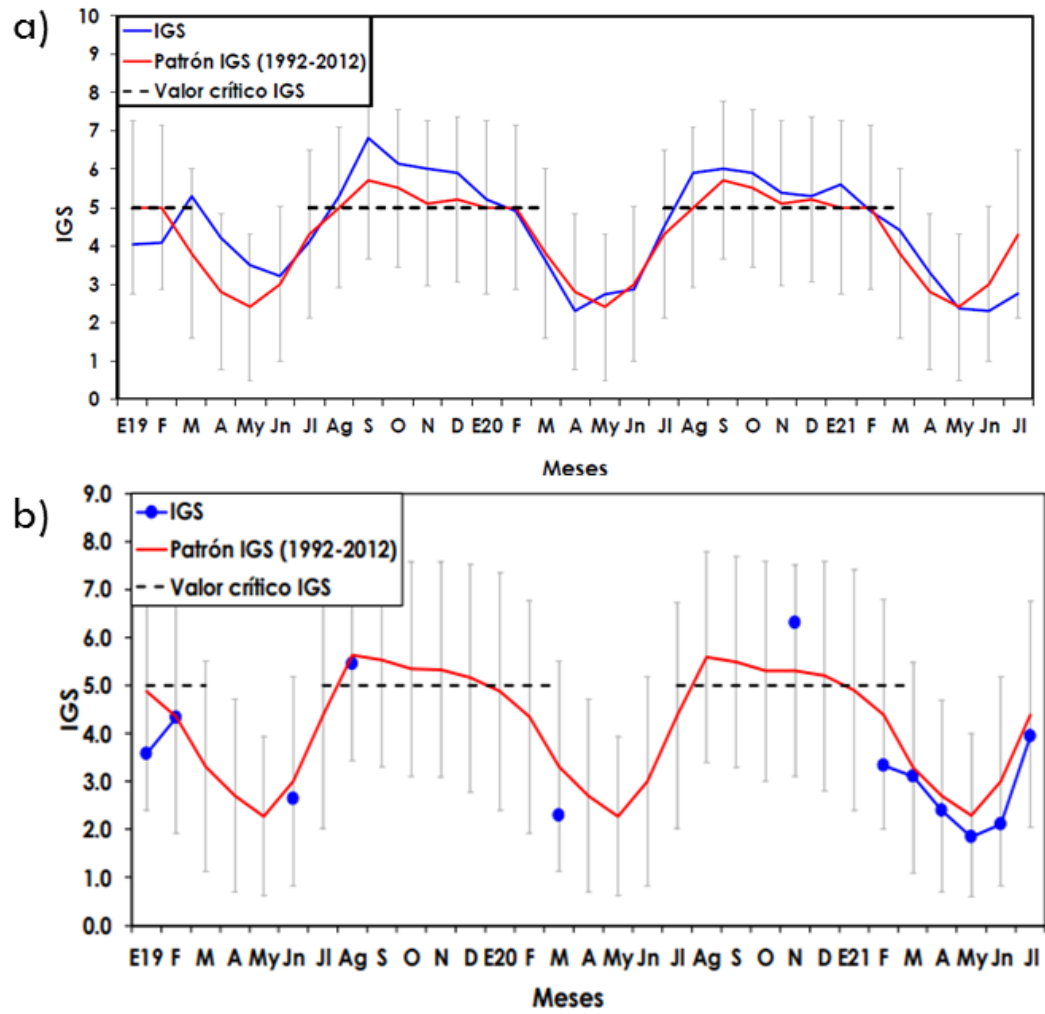 a)
IGS
Patrón IGS (1992-2012)
Valor crítico IGS
10
9
8
7
6
5
4
3
2
1
0
IGS
E19 F M A My Jn Jl Ag S O N D E20 F M A My Jn Jl Ag S O N D E21 F M A My Jn Jl
Meses
b)
IGS
Patrón IGS (1992-2012)
Valor crítico IGS
9.0
8.0
7.0
6.0
5.0
4.0
3.0
2.0
1.0
0.0
IGS
E19 F M A My Jn Jl Ag S O N D E20 F M A My Jn Jl Ag S O N D E21 F M A My Jn Jl
Meses